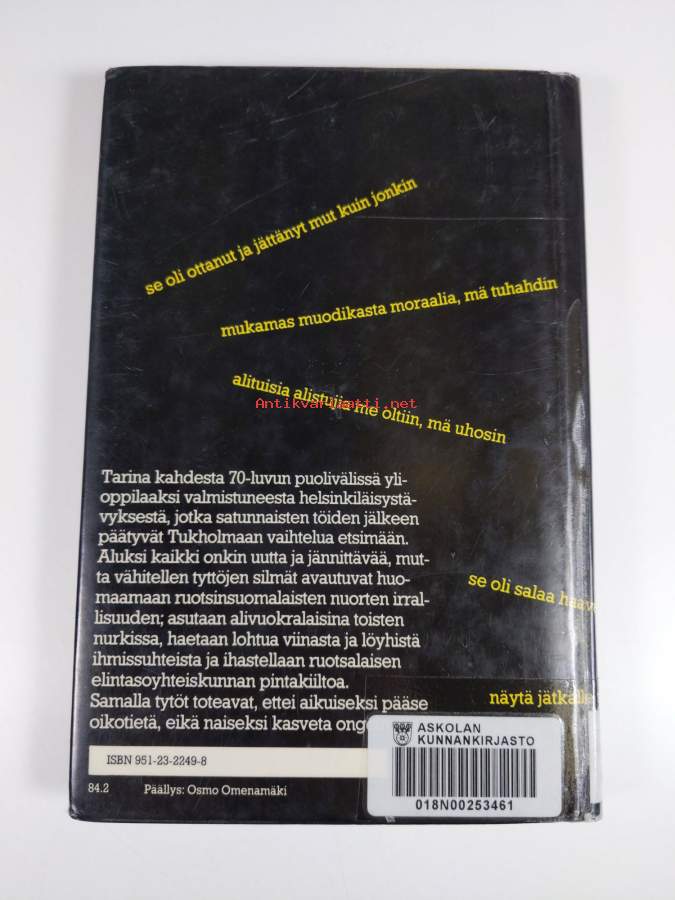 se oli ottanut ja jättänyt mut kuin jonkin
mukamas muodikasta moraalia, mä tuhahdin
alituisia alistujia me oltiin, mä uhosin
Antikvariaatti.net
Tarina kahdesta 70-luvun puolivälissä yli-
oppilaaksi valmistuneesta helsinkiläisystä-
vyksestä, jotka satunnaisten töiden jälkeen
päätyvät Tukholmaan vaihtelua etsimään.
Aluksi kaikki onkin uutta ja jännittävää, mut-
ta vähitellen tyttöjen silmät avautuvat huo-
maamaan ruotsinsuomalaisten nuorten irral-
lisuuden; asutaan alivuokralaisina toisten
nurkissa, haetaan lohtua viinasta ja löyhistä
ihmissuhteista ja ihastellaan ruotsalaisen
elintasoyhteiskunnan pintakiiltoa.
Samalla tytöt toteavat, ettei aikuiseksi pääse
oikotietä, eikä naiseksi kasveta
se oli salaa
näytä jätkälle
ASKOLAN
KUNNANKIRJASTO
018N00253461
ISBN 951-23-2249-8
84.2 Päällys: Osmo Omenamäki